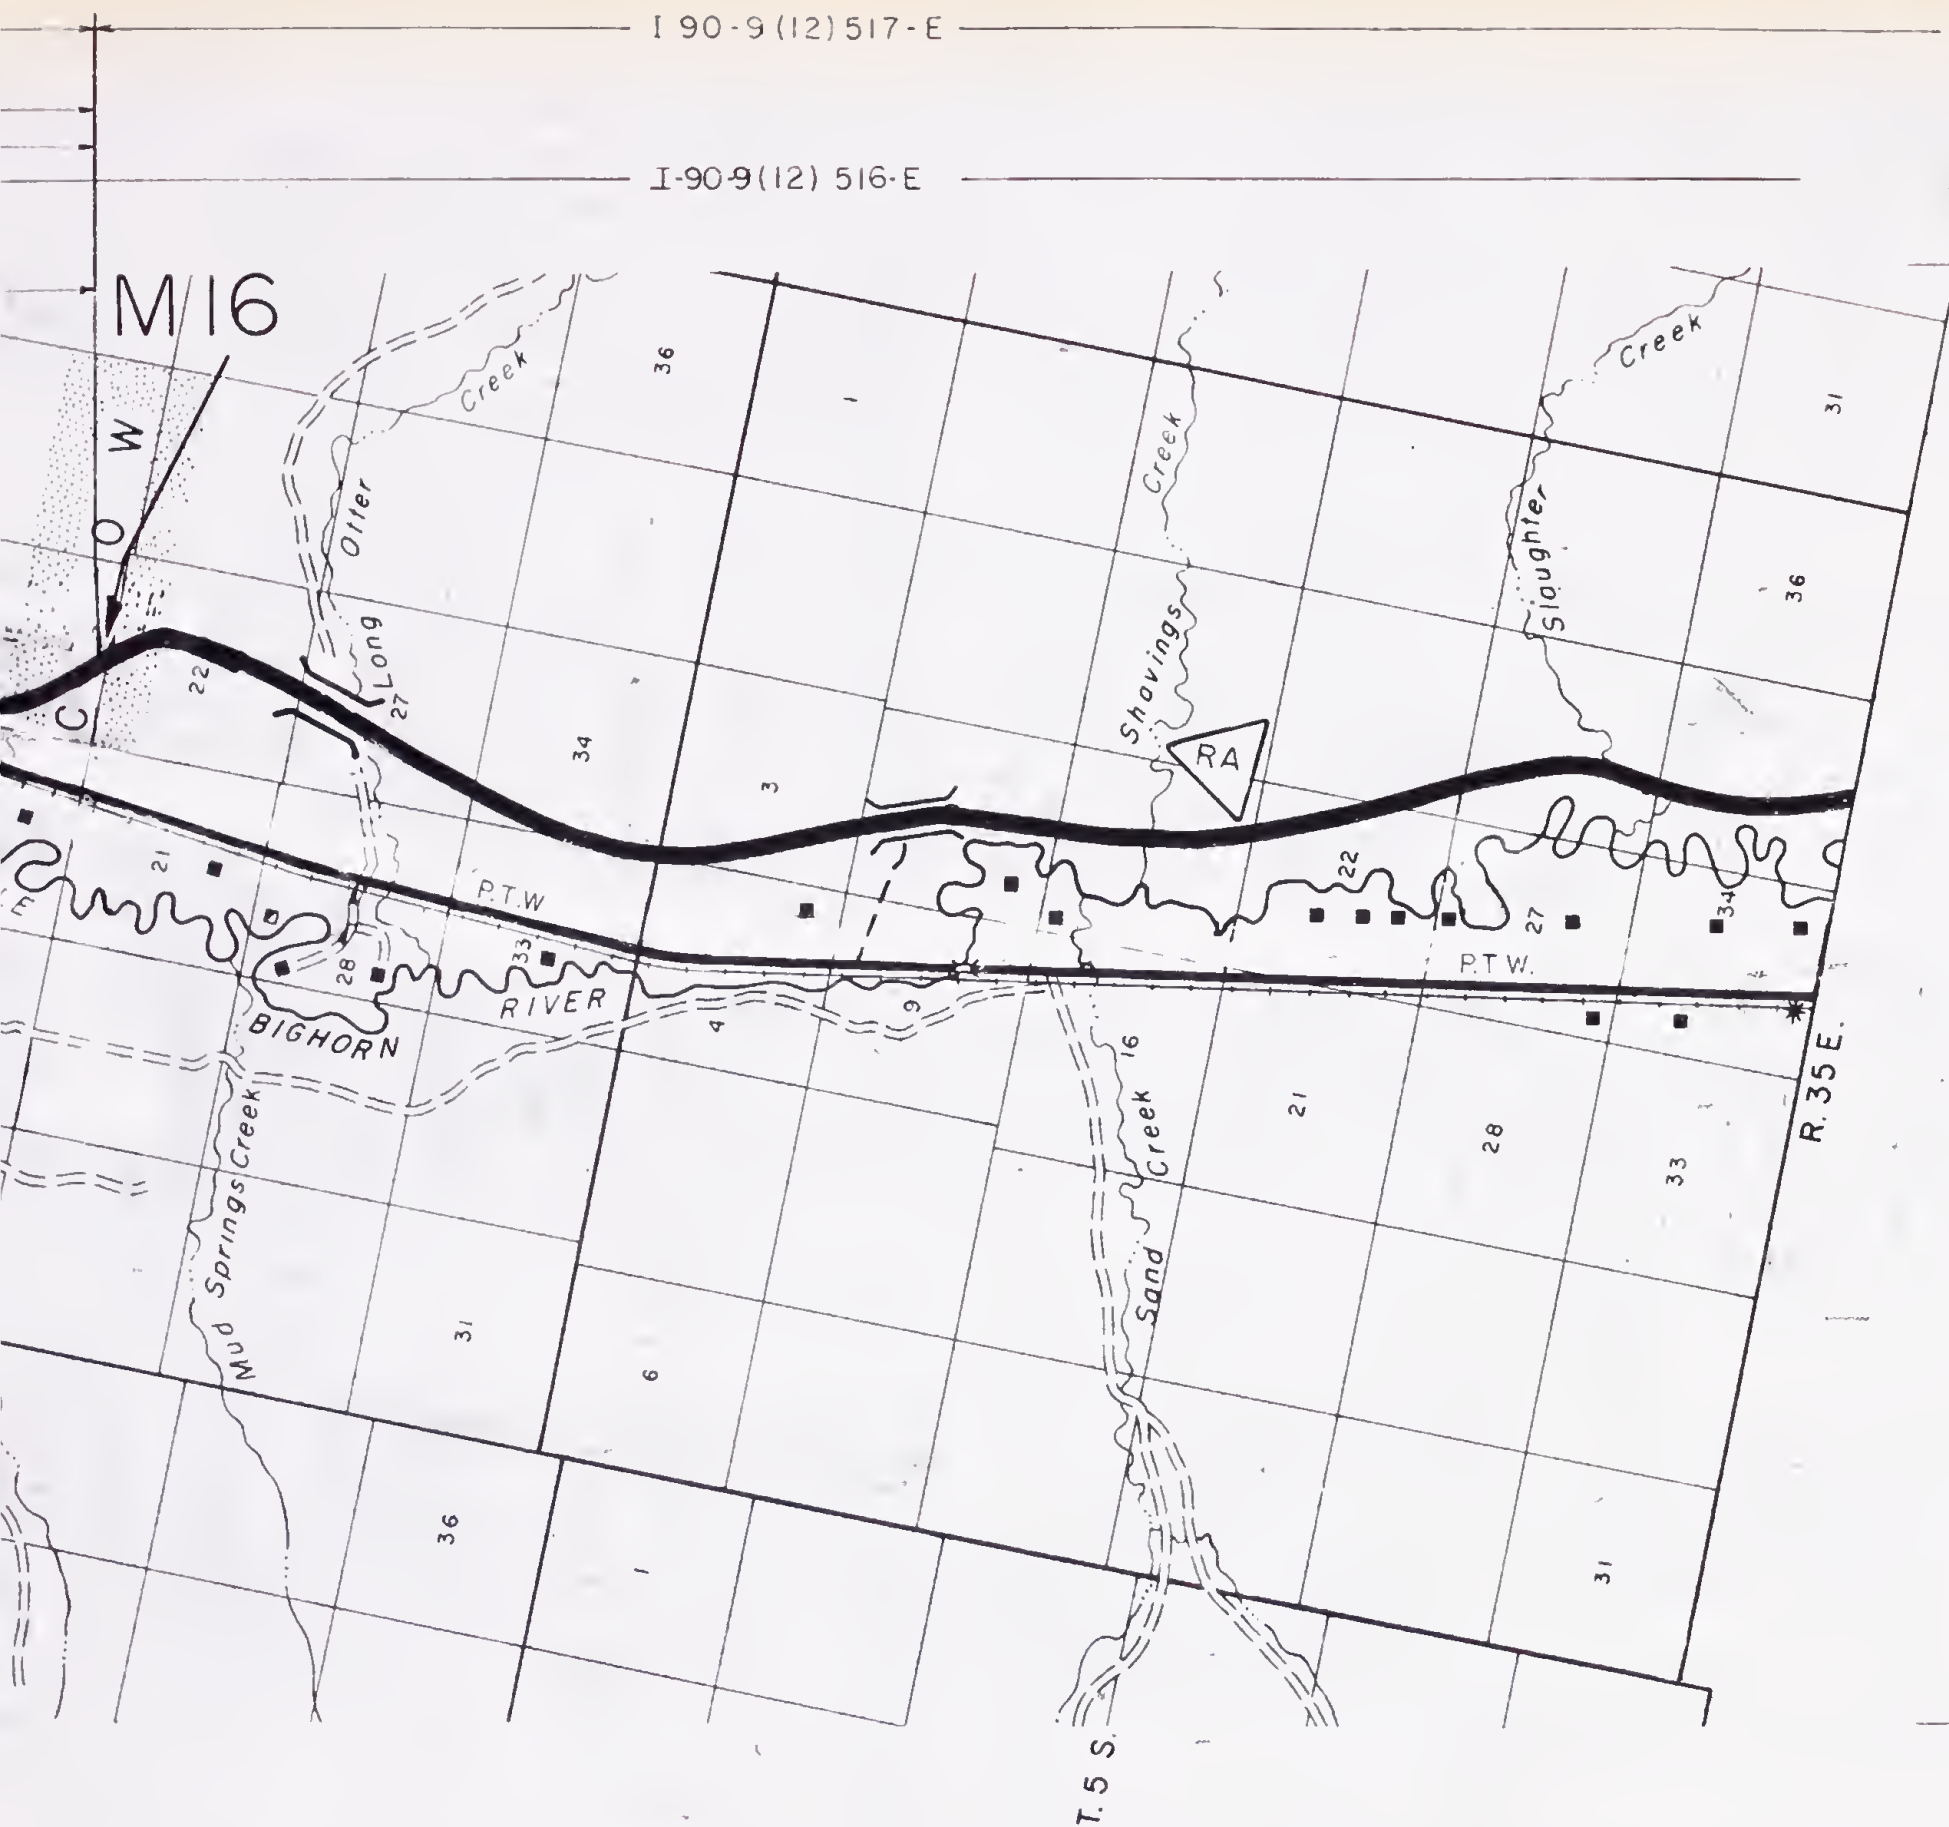 I 90-9(12)517-E
I-90-9(12) 516-E
M16
C O W
Creek
Otter
Long
36
1
Creek
Shavings
Creek
Slaughter
31
36
22
27
34
3
RA
21
P.T.W
33
28
22
27
34
P.T.W.
BIGHORN
RIVER
4
9
16
21
28
33
R. 35 E.
Mud Springs Creek
Sand Creek
31
6
36
1
31
T. 5 S.